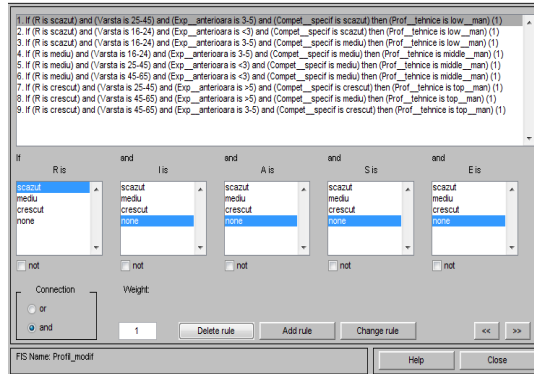 1. If (R is scazut) and (Varsta is 25-45) and (Exp__anterioara is 3-5) and (Compet__specif is scazut) then (Prof__tehnice is low__man) (1)
2. If (R is scazut) and (Varsta is 16-24) and (Exp__anterioara is <3) and (Compet__specif is scazut) then (Prof__tehnice is low__man) (1)
3. If (R is scazut) and (Varsta is 16-24) and (Exp__anterioara is 3-5) and (Compet__specif is mediu) then (Prof__tehnice is low__man) (1)
4. If (R is mediu) and (Varsta is 16-24) and (Exp__anterioara is 3-5) and (Compet__specif is mediu) then (Prof__tehnice is middle__man) (1)
5. If (R is mediu) and (Varsta is 25-45) and (Exp__anterioara is <3) and (Compet__specif is mediu) then (Prof__tehnice is middle__man) (1)
6. If (R is mediu) and (Varsta is 45-65) and (Exp__anterioara is <3) and (Compet__specif is mediu) then (Prof__tehnice is middle__man) (1)
7. If (R is crescut) and (Varsta is 25-45) and (Exp__anterioara is >5) and (Compet__specif is crescut) then (Prof__tehnice is top__man) (1)
8. If (R is crescut) and (Varsta is 45-65) and (Exp__anterioara is >5) and (Compet__specif is mediu) then (Prof__tehnice is top__man) (1)
9. If (R is crescut) and (Varsta is 45-65) and (Exp__anterioara is 3-5) and (Compet__specif is crescut) then (Prof__tehnice is top__man) (1)
If and and and and
R is I is A is S is E is
scazut scazut scazut scazut scazut
mediu mediu mediu mediu mediu
crescut crescut crescut crescut crescut
none none none none none
not not not not not
Connection Weight:
or
and 1 Delete rule Add rule Change rule << >>
FIS Name: Profil_modif Help Close